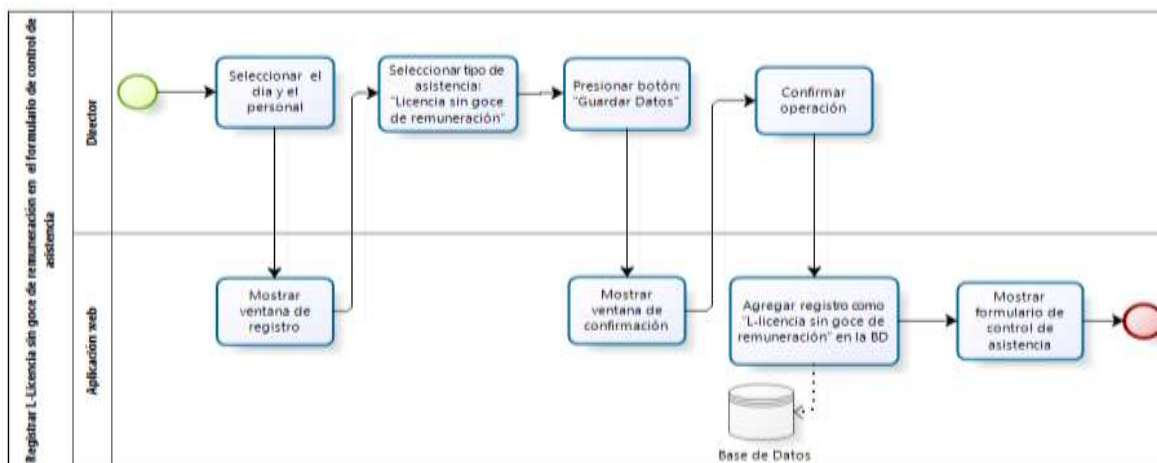 Registrar L-Licencia sin goce de remuneración en el formulario de control de
asistencia
Director
Seleccionar el
día y el
personal
Seleccionar tipo de
asistencia:
"Licencia sin goce
de remuneración"
Presionar botón:
"Guardar Datos"
Confirmar
operación
Aplicación web
Mostrar
ventana de
registro
Mostrar
ventana de
confirmación
Agregar registro como
"L-licencia sin goce de
remuneración" en la BD
Mostrar
formulario de
control de
asistencia
Base de Datos